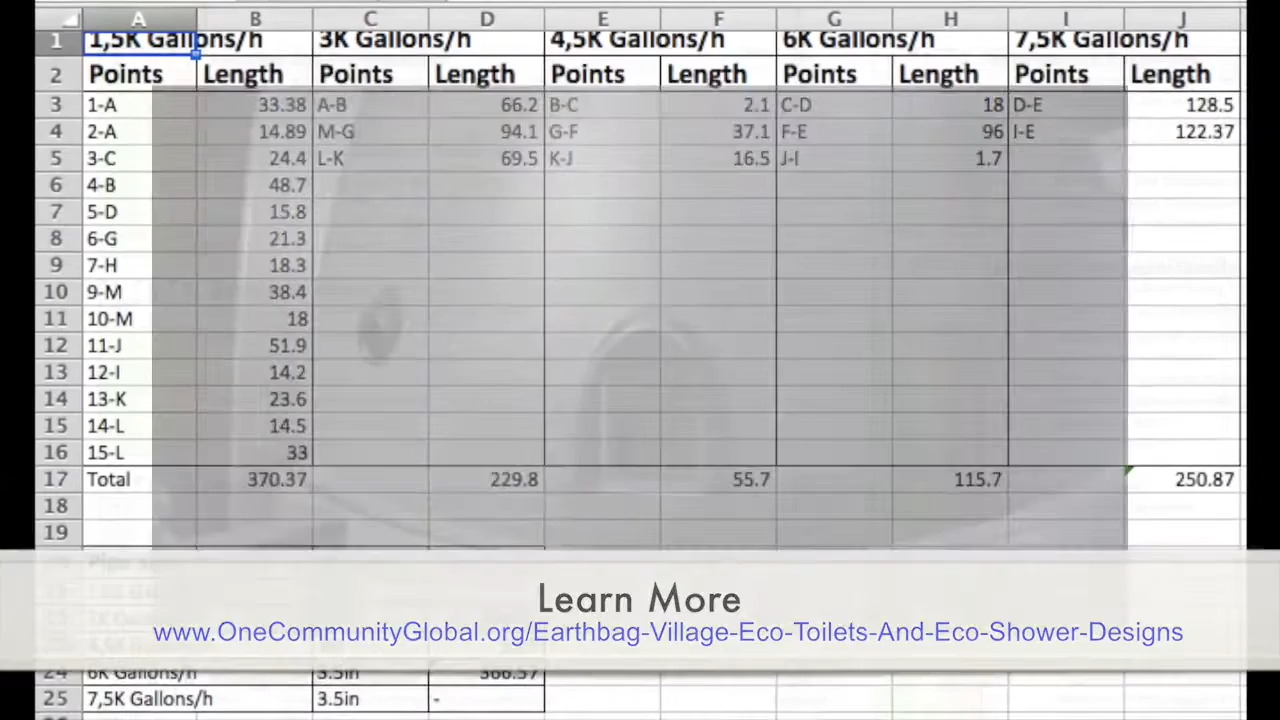 A B C D E F G H I J
1 1,5K Gallons/h 3K Gallons/h 4,5K Gallons/h 6K Gallons/h 7,5K Gallons/h
2 Points Length Points Length Points Length Points Length Points Length
3 1-A 33.38 A-B 66.2 B-C 2.1 C-D 18 D-E 128.5
4 2-A 14.89 M-G 94.1 G-F 37.1 F-E 96 I-E 122.37
5 3-C 24.4 L-K 69.5 K-J 16.5 J-I 1.7
6 4-B 48.7
7 5-D 15.8
8 6-G 21.3
9 7-H 18.3
10 9-M 38.4
11 10-M 18
12 11-J 51.9
13 12-I 14.2
14 13-K 23.6
15 14-L 14.5
16 15-L 33
17 Total 370.37 229.8 55.7 115.7 250.87
18
19
Learn More
www.OneCommunityGlobal.org/Earthbag-Village-Eco-Toilets-And-Eco-Shower-Designs
24 6K Gallons/h 3.5in 366.57
25 7,5K Gallons/h 3.5in -